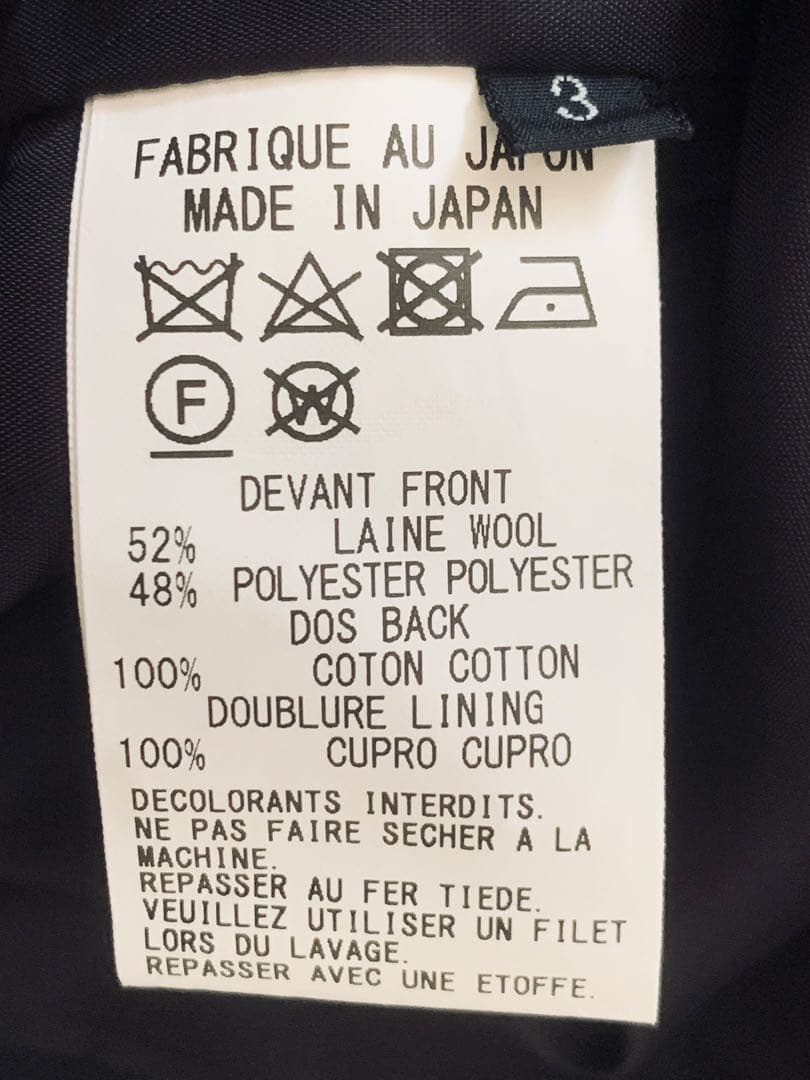 3
FABRIQUE AU JAPON
MADE IN JAPAN
F
W
DEVANT FRONT
52% LAINE WOOL
48% POLYESTER POLYESTER
DOS BACK
100% COTON COTTON
DOUBLURE LINING
100% CUPRO CUPRO
DECOLORANTS INTERDITS.
NE PAS FAIRE SECHER A LA
MACHINE.
REPASSER AU FER TIEDE.
VEUILLEZ UTILISER UN FILET
LORS DU LAVAGE.
REPASSER AVEC UNE ETOFFE.